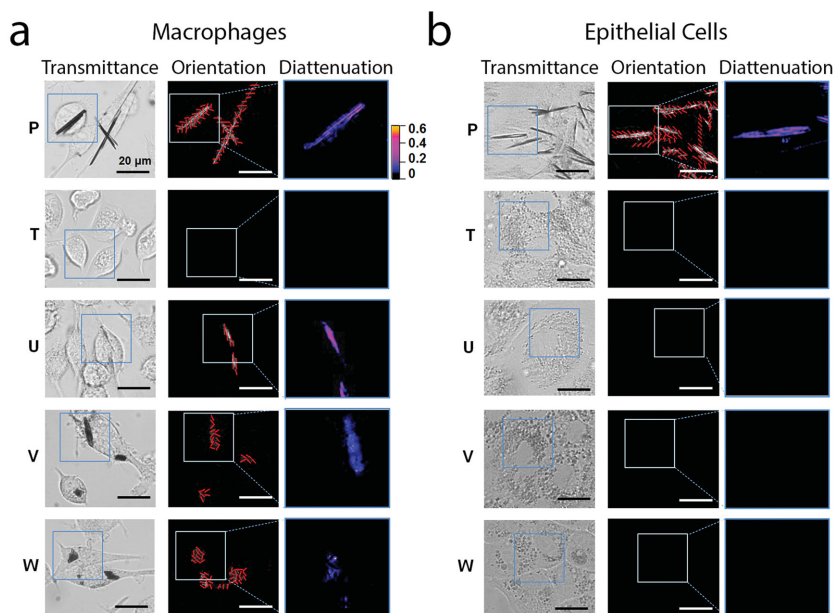 a Macrophages
b Epithelial Cells
Transmittance Orientation Diattenuation
Transmittance Orientation Diattenuation
P
20 μm
0.6
0.4
0.2
0
P
T
T
U
U
V
V
W
W